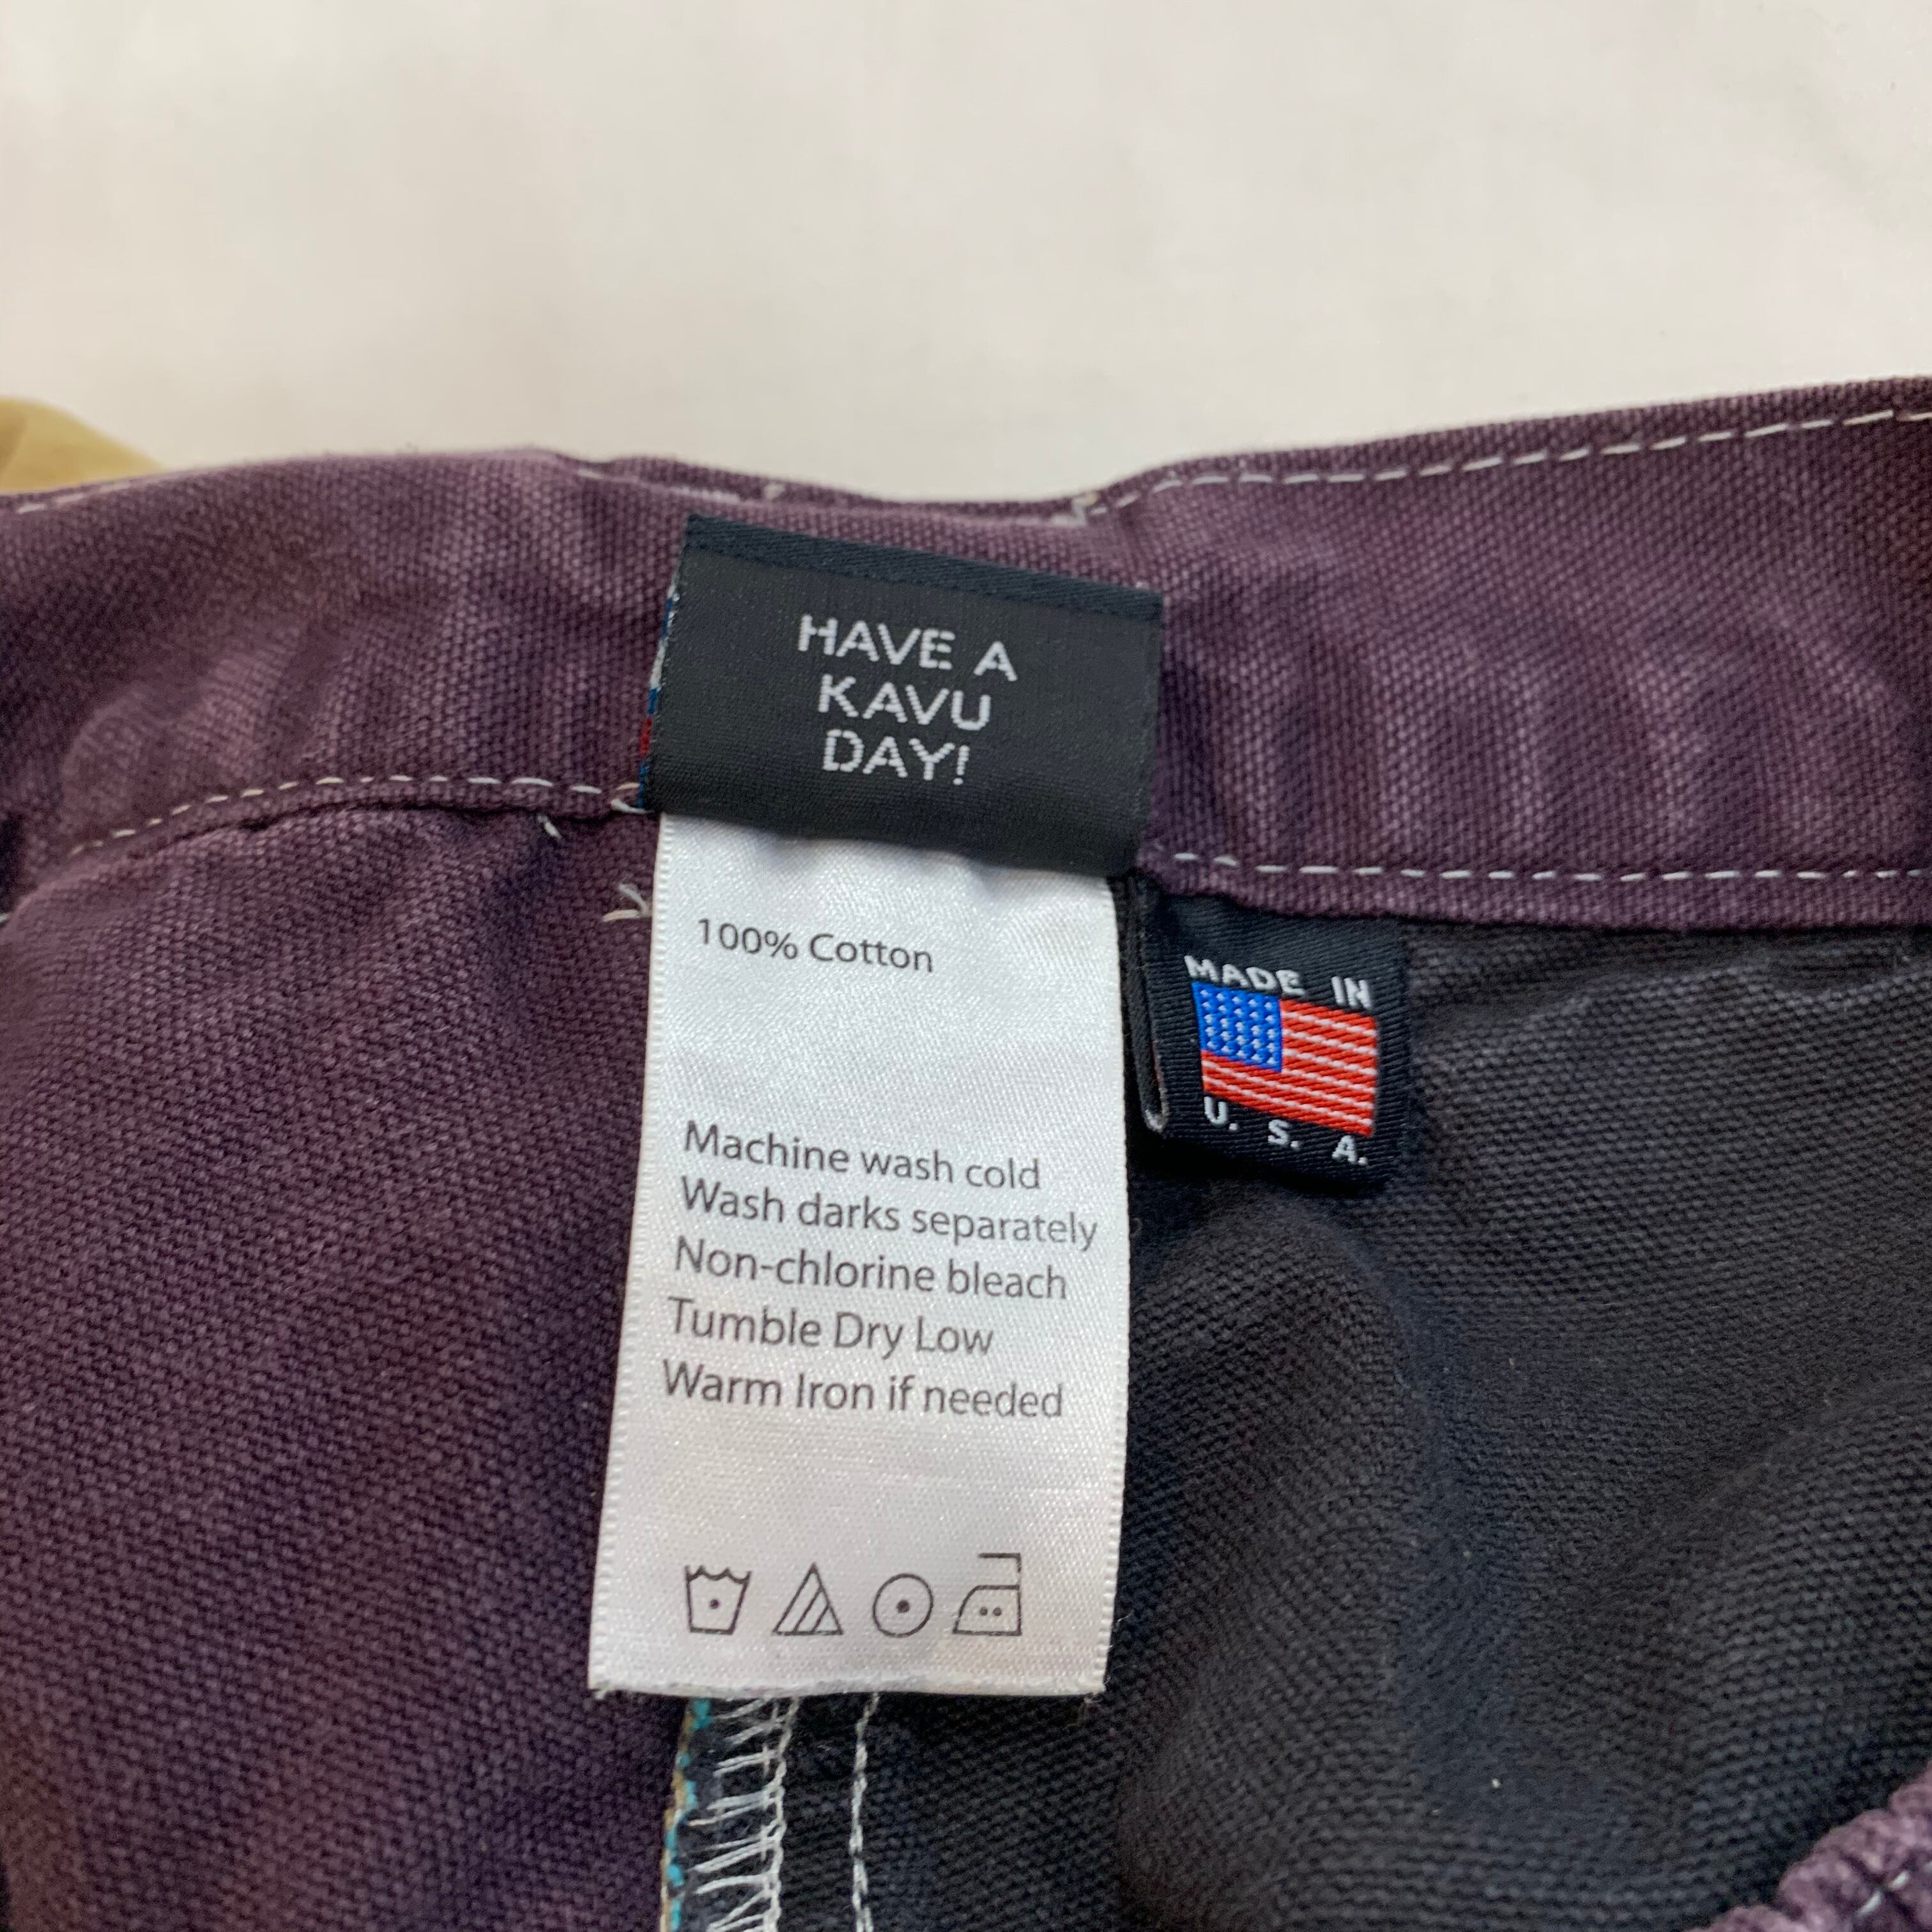 HAVE A
KAVU
DAY!
100% Cotton
Machine wash cold
Wash darks separately
Non-chlorine bleach
Tumble Dry Low
Warm Iron if needed
MADE IN
U. S. A.